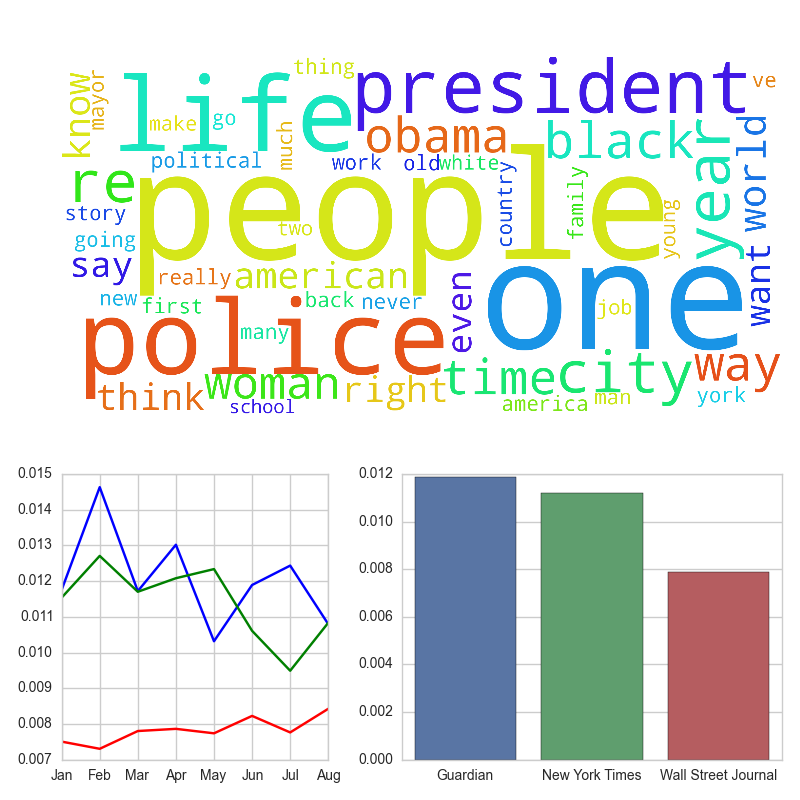 thing
ve
life
president
know
mayor
make
go
much
obama
black
year
world
political
work
old
white
re
people
country
family
young
story
two
going
say
really
american
one
want
new
first
back
never
even
job
police
many
time
city
way
think
woman
right
school
america
man
york
0.015
0.014
0.013
0.012
0.011
0.010
0.009
0.008
0.007
Jan Feb Mar Apr May Jun Jul Aug
0.012
0.010
0.008
0.006
0.004
0.002
0.000
Guardian New York Times Wall Street Journal